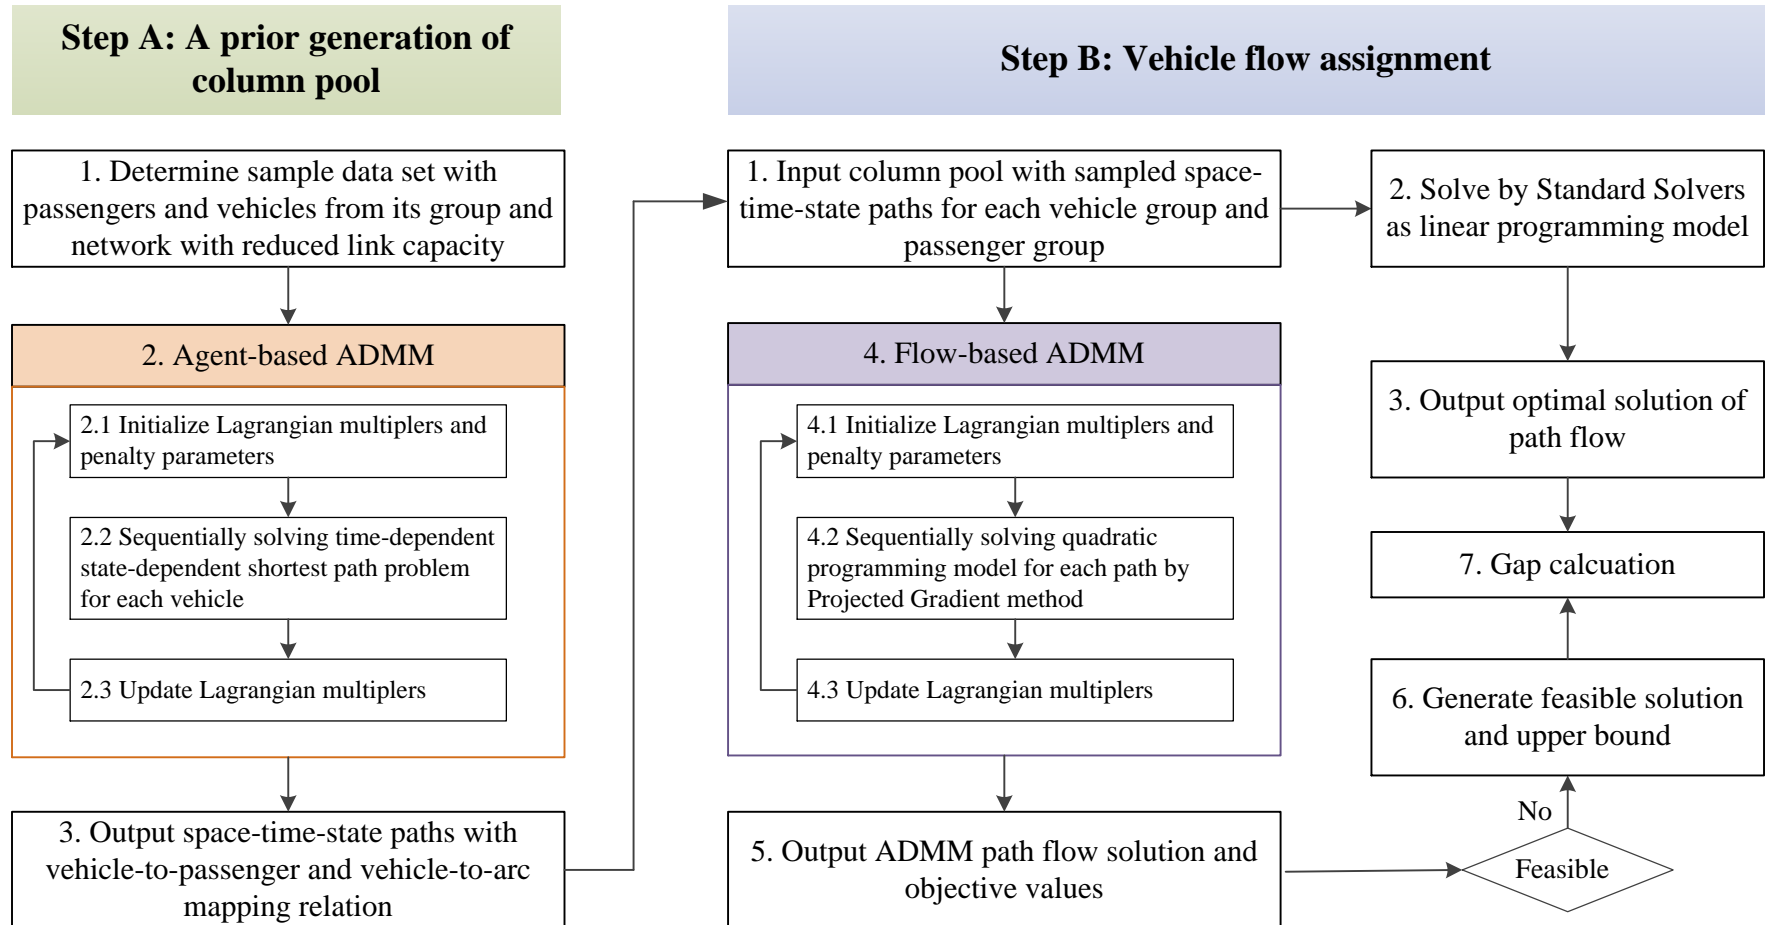 Step A: A prior generation of
column pool
1. Determine sample data set with
passengers and vehicles from its group and
network with reduced link capacity
2. Agent-based ADMM
2.1 Initialize Lagrangian multiplers and
penalty parameters
2.2 Sequentially solving time-dependent
state-dependent shortest path problem
for each vehicle
2.3 Update Lagrangian multiplers
3. Output space-time-state paths with
vehicle-to-passenger and vehicle-to-arc
mapping relation
Step B: Vehicle flow assignment
1. Input column pool with sampled space-
time-state paths for each vehicle group and
passenger group
2. Solve by Standard Solvers
as linear programming model
3. Output optimal solution of
path flow
4. Flow-based ADMM
4.1 Initialize Lagrangian multiplers and
penalty parameters
4.2 Sequentially solving quadratic
programming model for each path by
Projected Gradient method
4.3 Update Lagrangian multiplers
5. Output ADMM path flow solution and
objective values
Feasible
No
6. Generate feasible solution
and upper bound
7. Gap calcuation